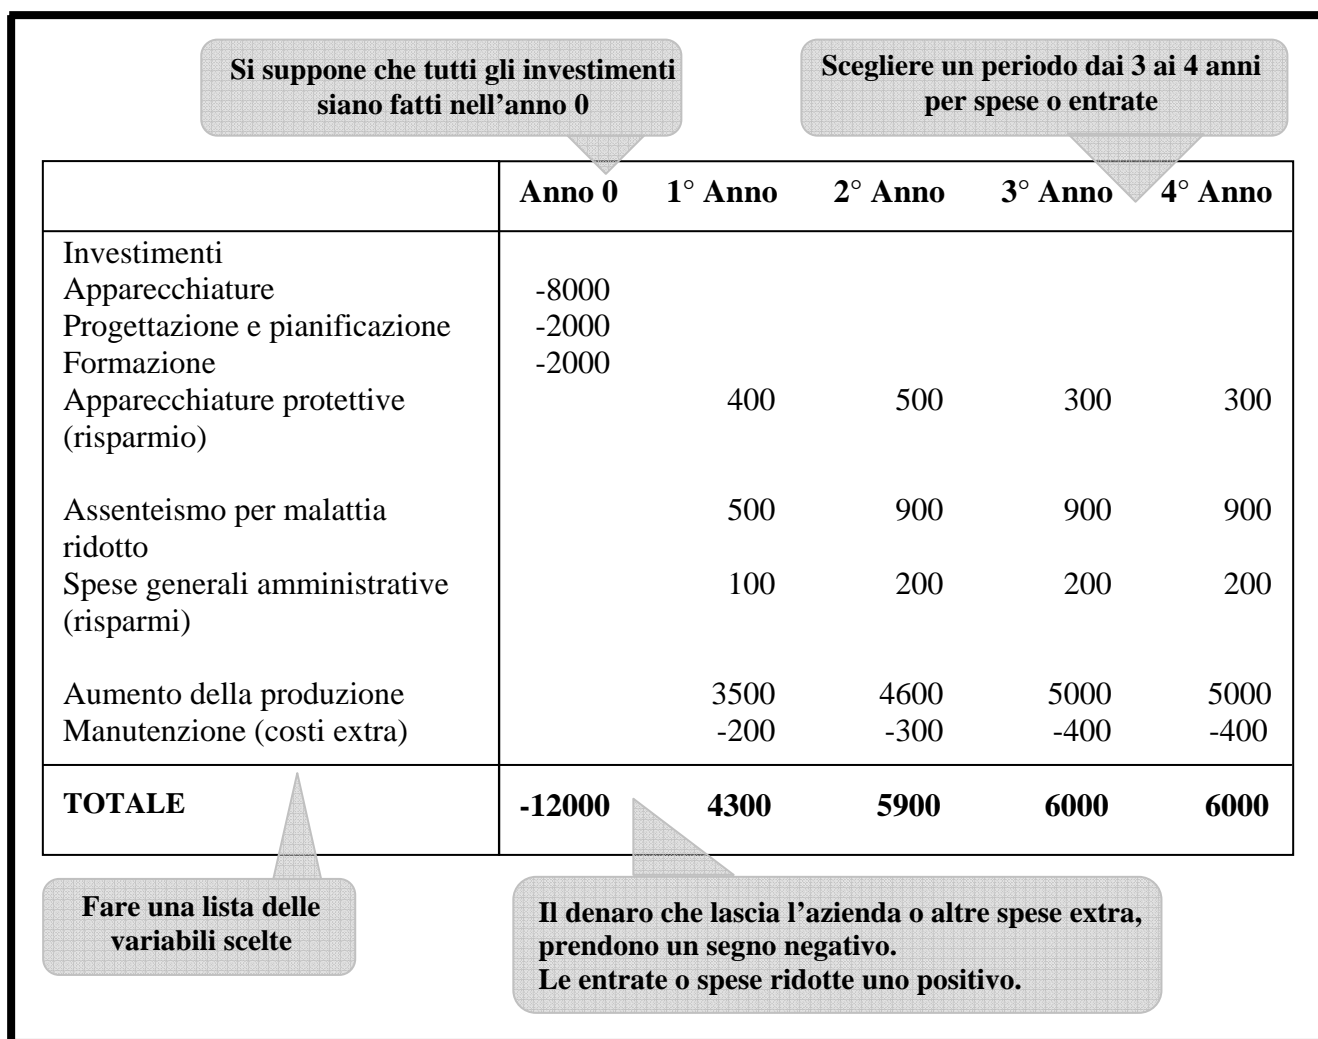 Si suppone che tutti gli investimenti
siano fatti nell’anno 0
Scegliere un periodo dai 3 ai 4 anni
per spese o entrate
Anno 0 1° Anno 2° Anno 3° Anno 4° Anno
Investimenti
Apparecchiature -8000
Progettazione e pianificazione -2000
Formazione -2000
Apparecchiature protettive 400 500 300 300
(risparmio)
Assenteismo per malattia 500 900 900 900
ridotto
Spese generali amministrative 100 200 200 200
(risparmi)
Aumento della produzione 3500 4600 5000 5000
Manutenzione (costi extra) -200 -300 -400 -400
TOTALE -12000 4300 5900 6000 6000
Fare una lista delle
variabili scelte
Il denaro che lascia l’azienda o altre spese extra,
prendono un segno negativo.
Le entrate o spese ridotte uno positivo.